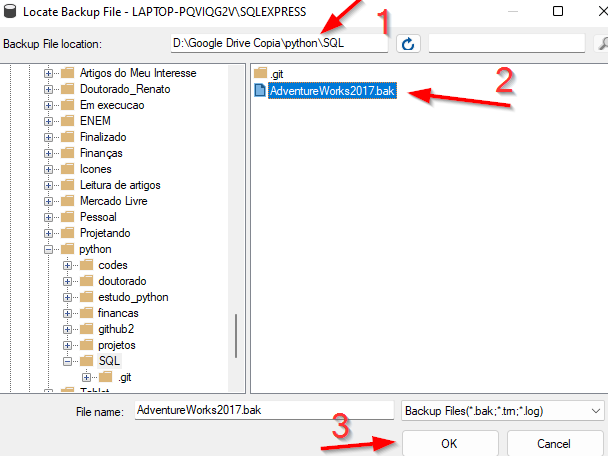 Locate Backup File - LAPTOP-PQVIQG2V\SQLEXPRESS
1
Backup File location:
D:\Google Drive Copia\python\SQL
Artigos do Meu Interesse
Doutorado_Renato
Em execucao
ENEM
Finalizado
Finanças
Icones
Leitura de artigos
Mercado Livre
Pessoal
Projetando
python
codes
doutorado
estudo_python
financas
github2
projetos
SQL
.git
Tablet
.git
AdventureWorks2017.bak
2
File name:
AdventureWorks2017.bak
Backup Files(*.bak;*.trn;*.log)
3
OK
Cancel